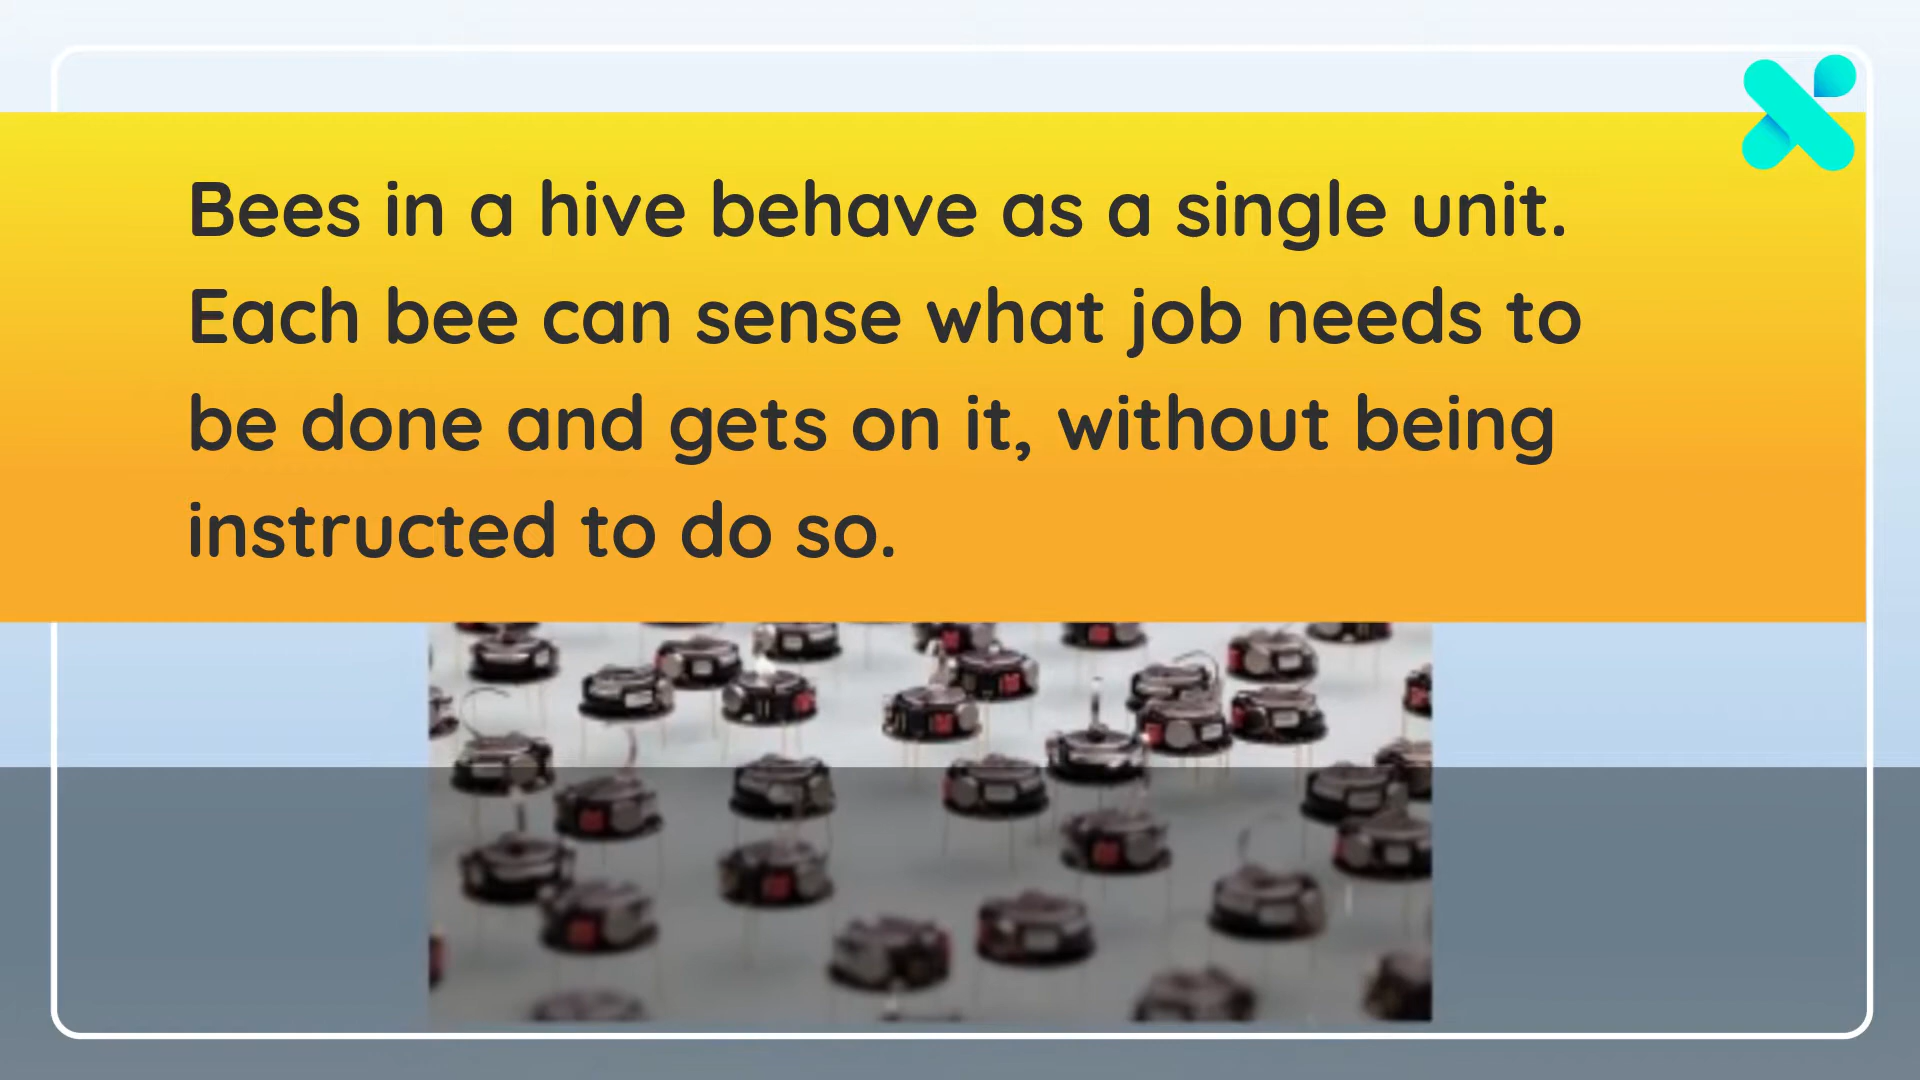 Bees in a hive behave as a single unit.
Each bee can sense what job needs to
be done and gets on it, without being
instructed to do so.